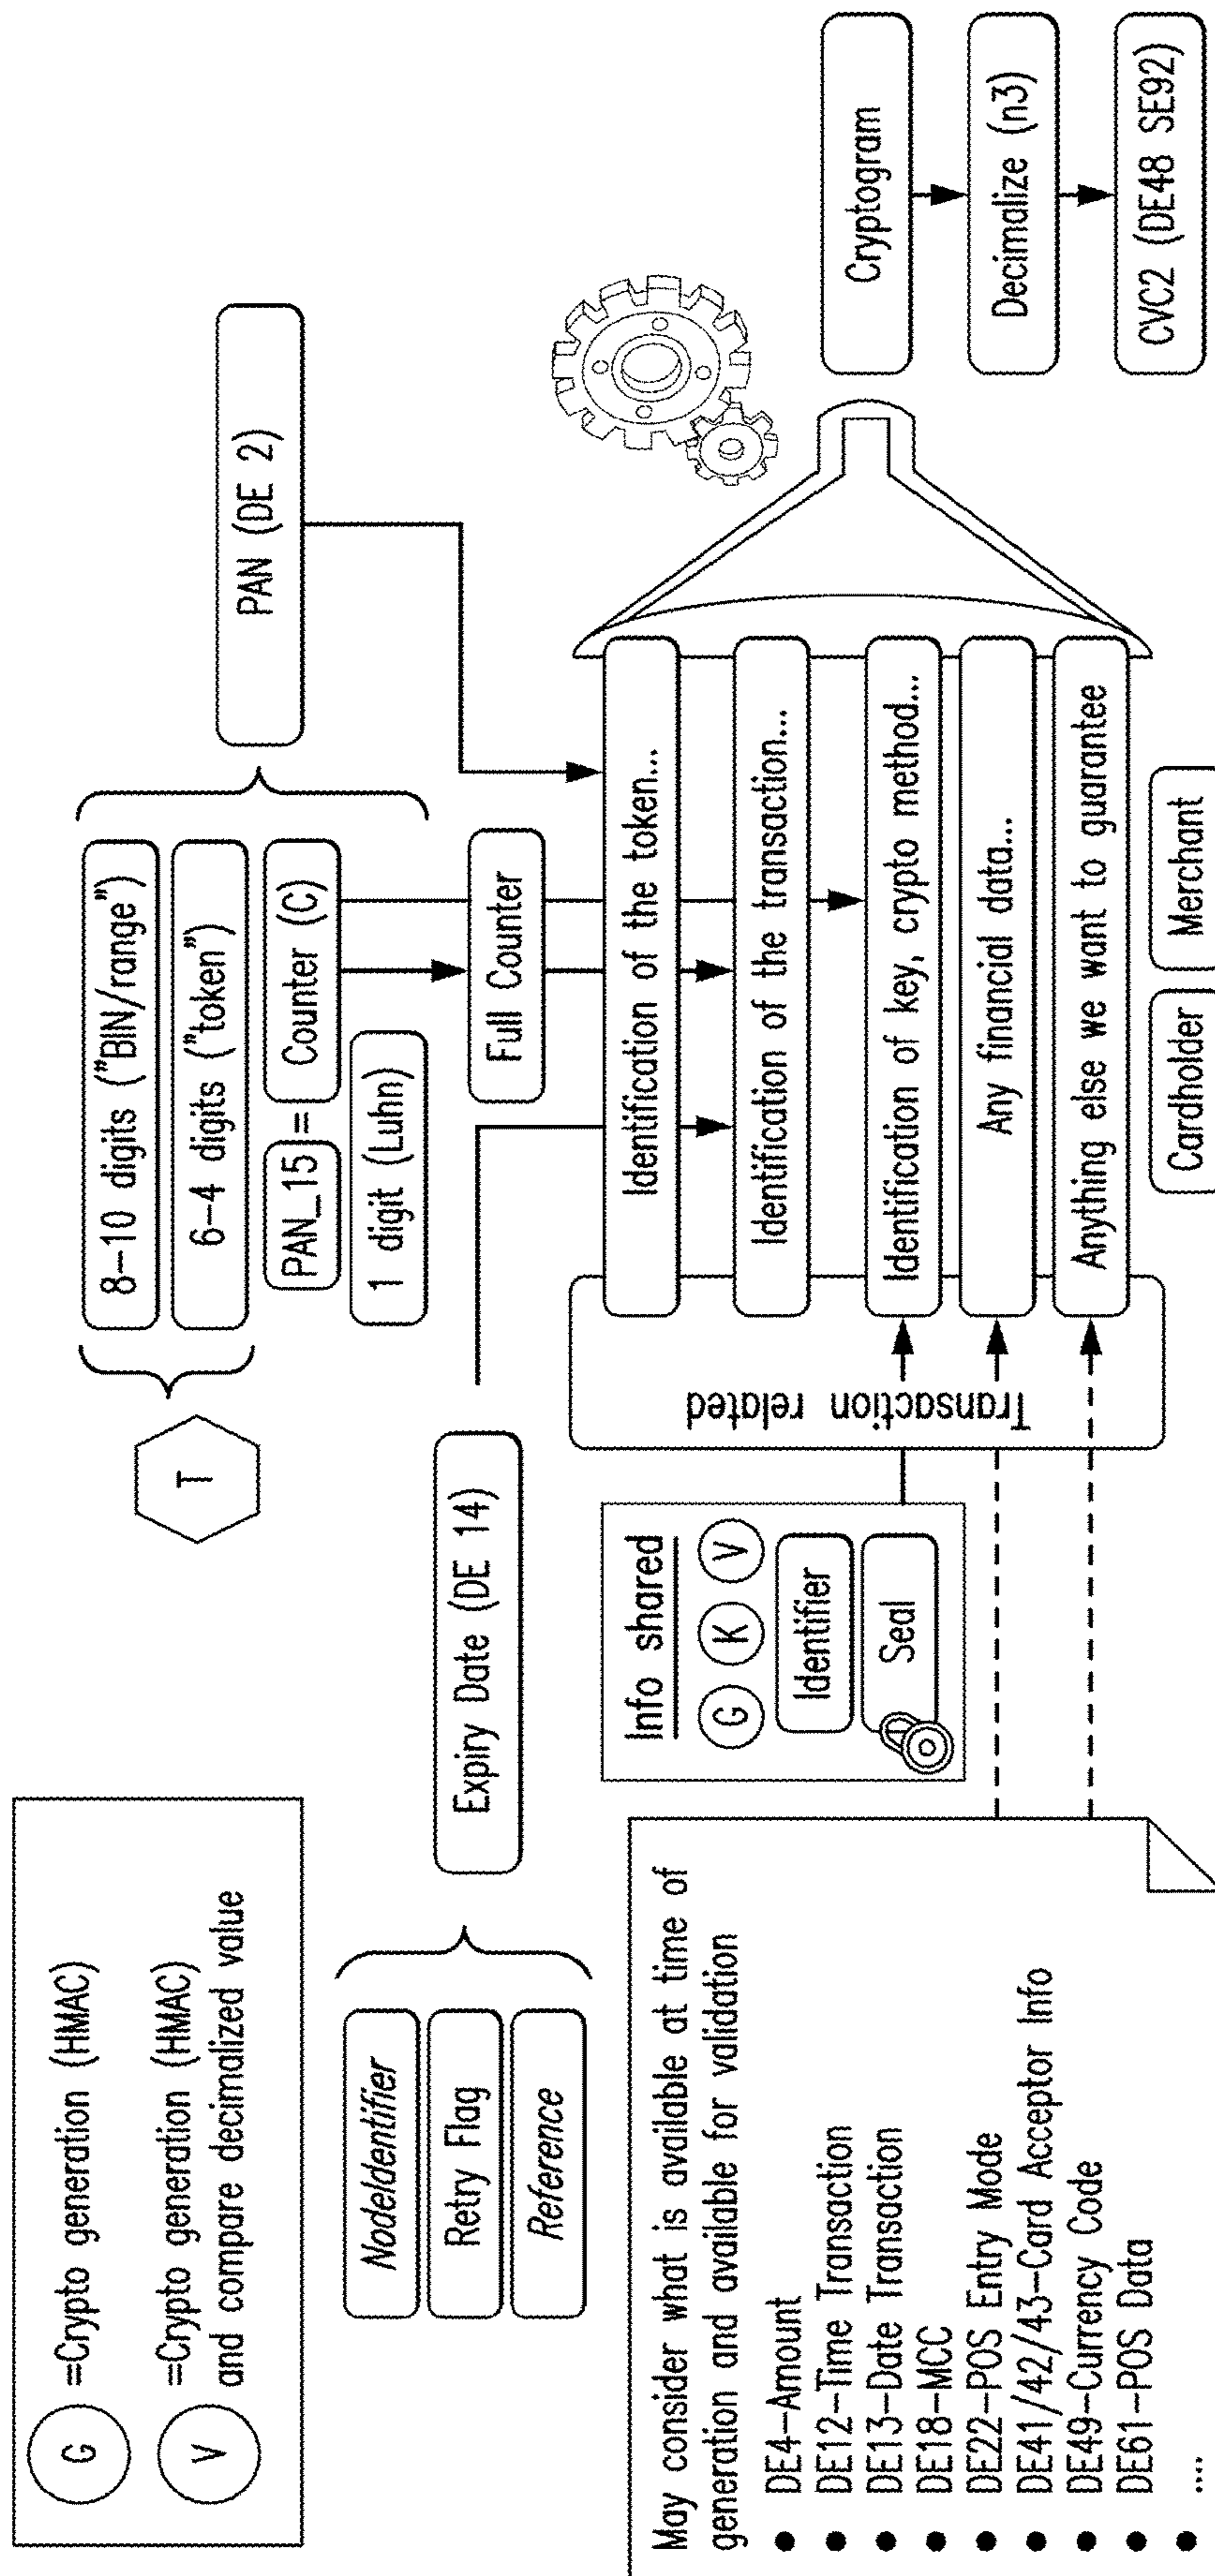 G =Crypto generation (HMAC)
V =Crypto generation (HMAC)
and compare decimalized value
T
8–10 digits ("BIN/range")
6–4 digits ("token")
PAN_15 = Counter (C)
1 digit (Luhn)
PAN (DE 2)
NodeIdentifier
Retry Flag
Reference
Expiry Date (DE 14)
Full Counter
May consider what is available at time of
generation and available for validation
● DE4–Amount
● DE12–Time Transaction
● DE13–Date Transaction
● DE18–MCC
● DE22–POS Entry Mode
● DE41/42/43–Card Acceptor Info
● DE49–Currency Code
● DE61–POS Data
● ....
Info shared
G K V
Identifier
Seal
Transaction related
Identification of the token...
Identification of the transaction...
Identification of key, crypto method...
Any financial data...
Anything else we want to guarantee
Cardholder
Merchant
Cryptogram
Decimalize (n3)
CVC2 (DE48 SE92)